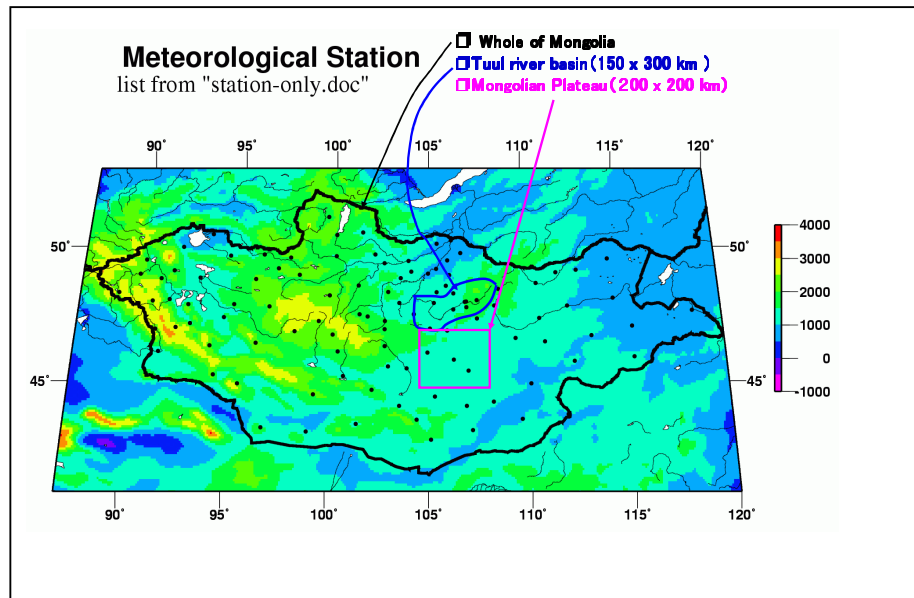 Meteorological Station
list from "station-only.doc"
Whole of Mongolia
Tuul river basin(150 x 300 km )
Mongolian Plateau(200 x 200 km)
90˚ 95˚ 100˚ 105˚ 110˚ 115˚ 120˚
50˚ 50˚
45˚ 45˚
90˚ 95˚ 100˚ 105˚ 110˚ 115˚ 120˚
4000
3000
2000
1000
0
-1000